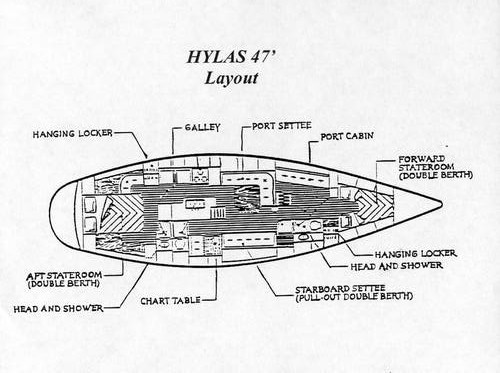 HYLAS 47'
Layout
HANGING LOCKER
GALLEY
PORT SETTEE
PORT CABIN
FORWARD
STATEROOM
(DOUBLE BERTH)
HANGING LOCKER
HEAD AND SHOWER
STARBOARD SETTEE
(PULL-OUT DOUBLE BERTH)
CHART TABLE
AFT STATEROOM
(DOUBLE BERTH)
HEAD AND SHOWER